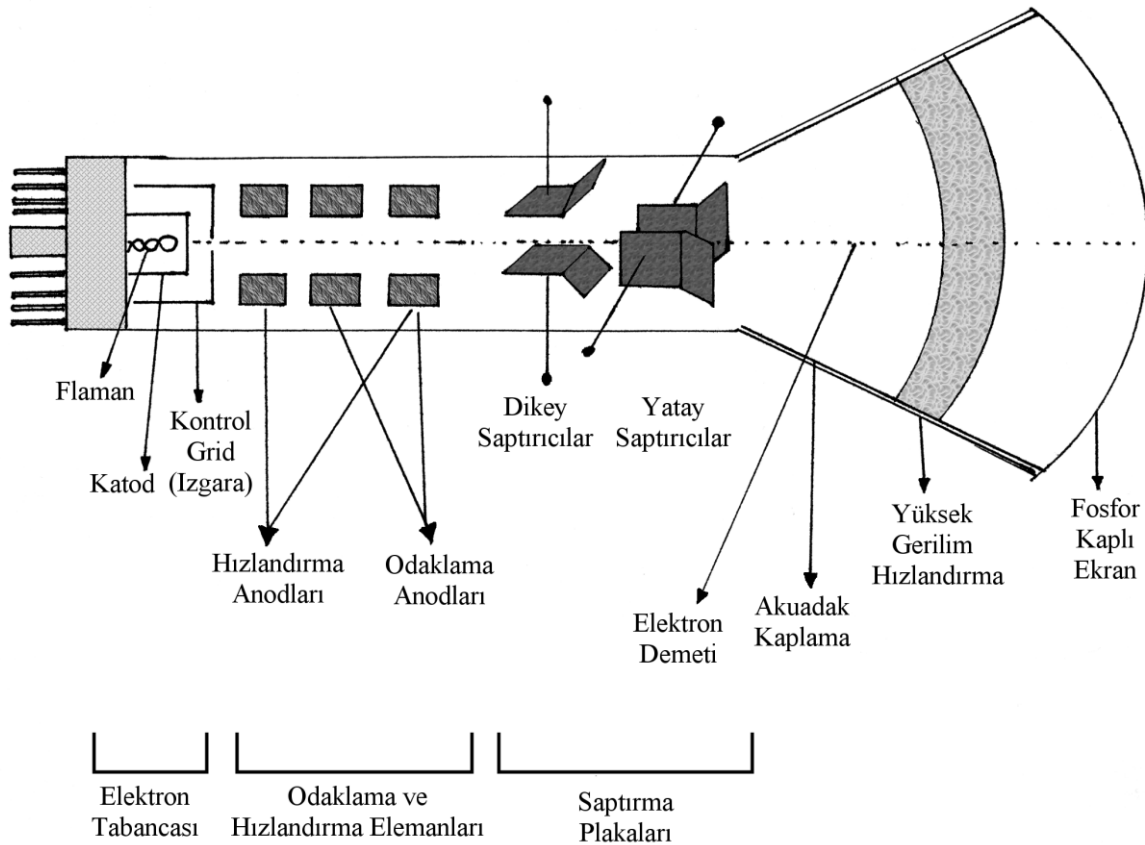 Flaman
Katod
Kontrol
Grid
(Izgara)
Hızlandırma
Anodları
Odaklama
Anodları
Dikey
Saptırıcılar
Yatay
Saptırıcılar
Elektron
Demeti
Akuadak
Kaplama
Yüksek
Gerilim
Hızlandırma
Fosfor
Kaplı
Ekran
Elektron
Tabancası
Odaklama ve
Hızlandırma Elemanları
Saptırma
Plakaları